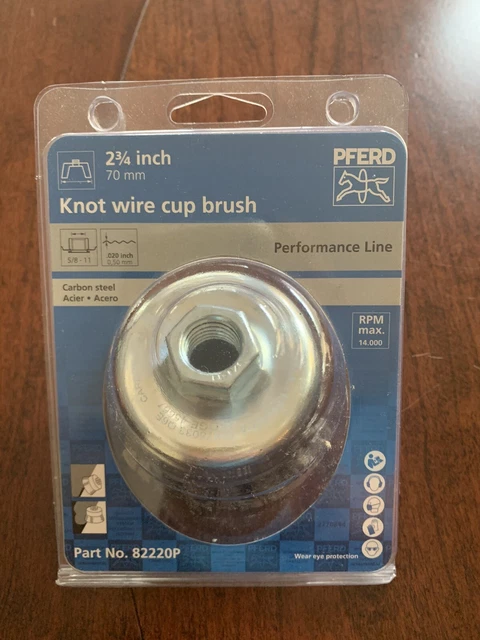 2¾ inch
70 mm
PFERD
Knot wire cup brush
5/8 - 11
.020 inch
0,50 mm
Performance Line
Carbon steel
Acier • Acero
RPM
max.
14.000
Wear eye protection
Part No. 82220P
PFERD